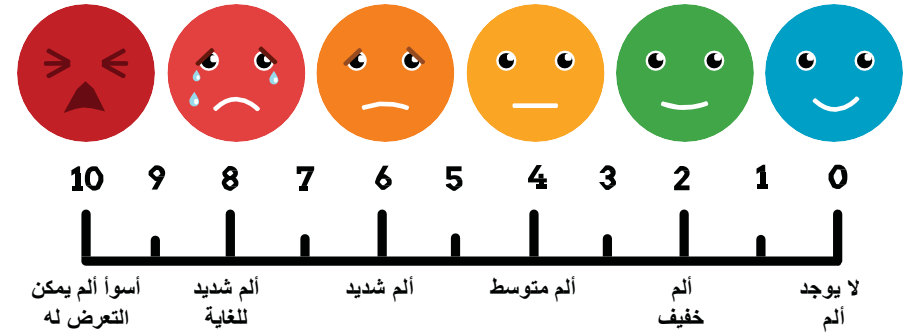 10 9 8 7 6 5 4 3 2 1 0
لا يوجد
ألم
ألم
خفيف
ألم متوسط
ألم شديد
ألم شديد
للغاية
أسوأ ألم يمكن
التعرض له